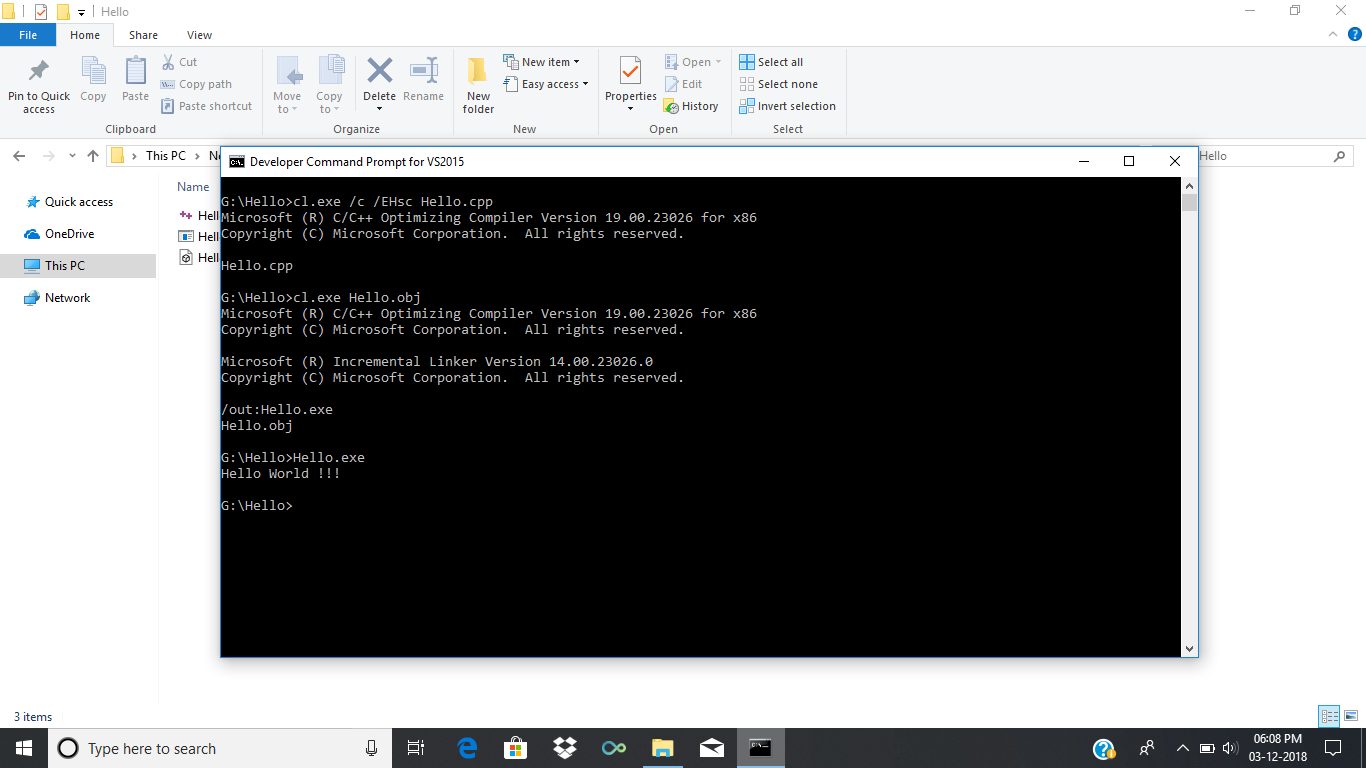 Hello
File Home Share View
Pin to Quick access
Copy
Paste
Cut
Copy path
Paste shortcut
Clipboard
Move to
Copy to
Delete
Rename
Organize
New folder
New item
Easy access
New
Properties
Open
Edit
History
Open
Select all
Select none
Invert selection
Select
This PC
Hello
Quick access
OneDrive
This PC
Network
Name
Hell
Hell
Hell
Developer Command Prompt for VS2015
G:\Hello>cl.exe /c /EHsc Hello.cpp
Microsoft (R) C/C++ Optimizing Compiler Version 19.00.23026 for x86
Copyright (C) Microsoft Corporation.  All rights reserved.
Hello.cpp
G:\Hello>cl.exe Hello.obj
Microsoft (R) C/C++ Optimizing Compiler Version 19.00.23026 for x86
Copyright (C) Microsoft Corporation.  All rights reserved.
Microsoft (R) Incremental Linker Version 14.00.23026.0
Copyright (C) Microsoft Corporation.  All rights reserved.
/out:Hello.exe
Hello.obj
G:\Hello>Hello.exe
Hello World !!!
G:\Hello>
3 items
Type here to search
06:08 PM
03-12-2018